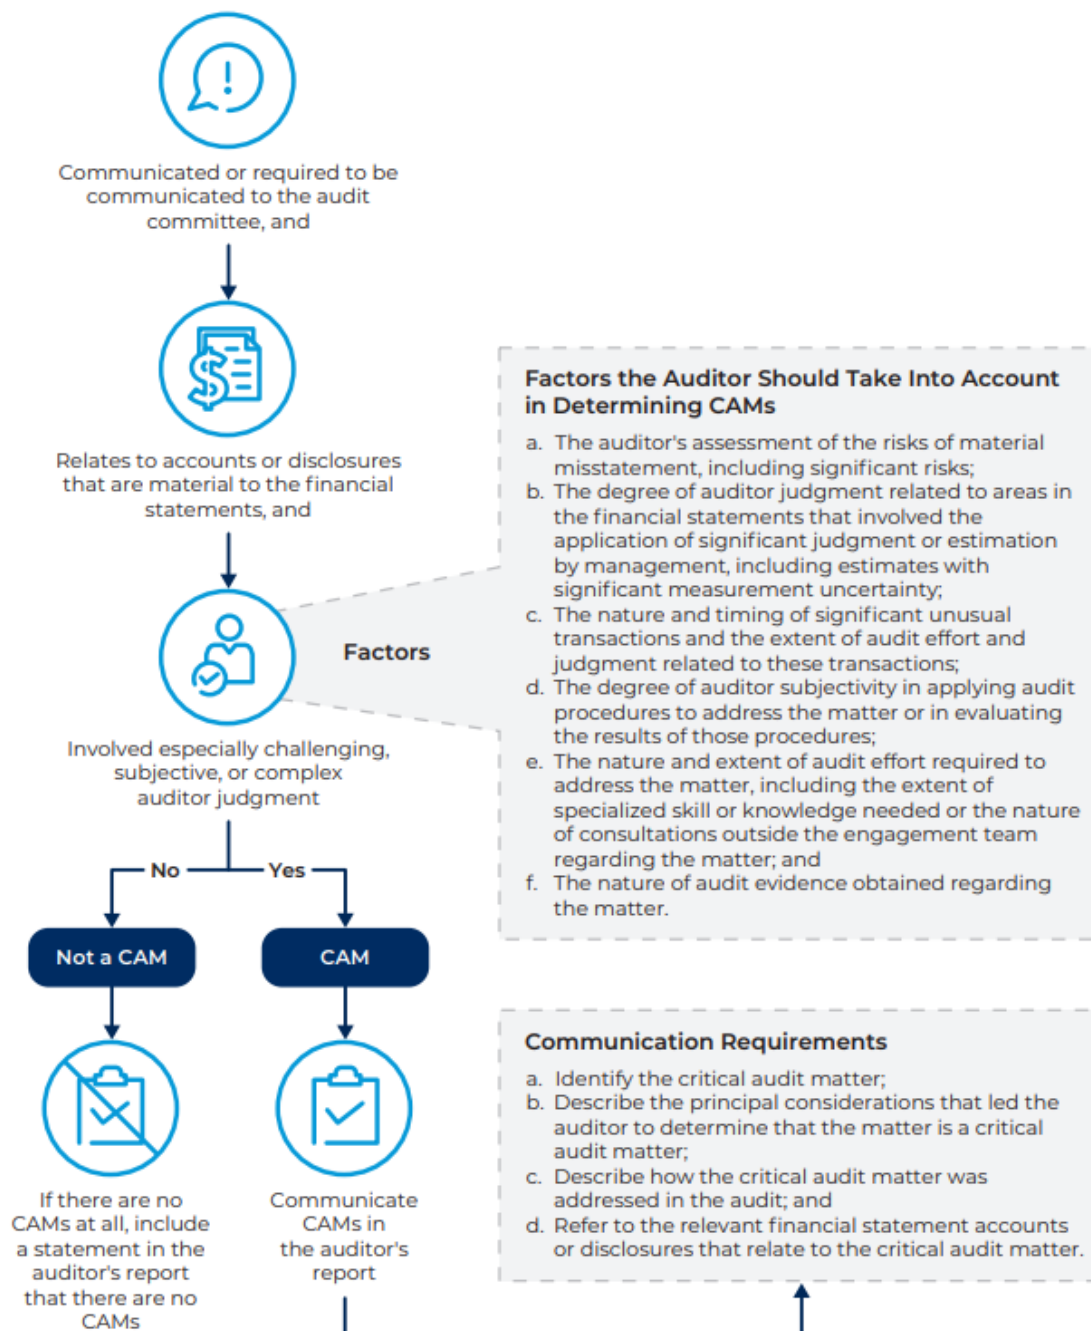 Communicated or required to be
communicated to the audit
committee, and
Relates to accounts or disclosures
that are material to the financial
statements, and
Factors
Involved especially challenging,
subjective, or complex
auditor judgment
No
Yes
Not a CAM
CAM
If there are no
CAMs at all, include
a statement in the
auditor's report
that there are no
CAMs
Communicate
CAMs in
the auditor's
report
Factors the Auditor Should Take Into Account
in Determining CAMs
a. The auditor's assessment of the risks of material
misstatement, including significant risks;
b. The degree of auditor judgment related to areas in
the financial statements that involved the
application of significant judgment or estimation
by management, including estimates with
significant measurement uncertainty;
c. The nature and timing of significant unusual
transactions and the extent of audit effort and
judgment related to these transactions;
d. The degree of auditor subjectivity in applying audit
procedures to address the matter or in evaluating
the results of those procedures;
e. The nature and extent of audit effort required to
address the matter, including the extent of
specialized skill or knowledge needed or the nature
of consultations outside the engagement team
regarding the matter; and
f. The nature of audit evidence obtained regarding
the matter.
Communication Requirements
a. Identify the critical audit matter;
b. Describe the principal considerations that led the
auditor to determine that the matter is a critical
audit matter;
c. Describe how the critical audit matter was
addressed in the audit; and
d. Refer to the relevant financial statement accounts
or disclosures that relate to the critical audit matter.